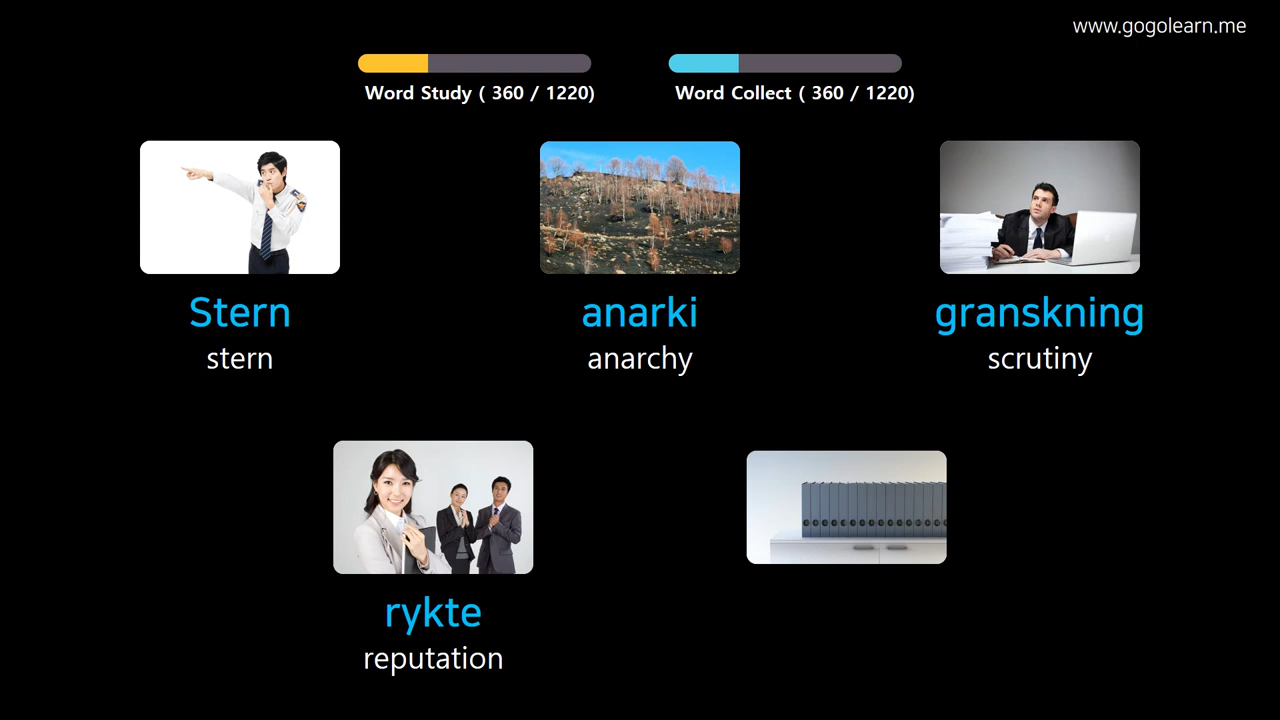 www.gogolearn.me
Word Study ( 360 / 1220)
Word Collect ( 360 / 1220)
Stern
stern
anarki
anarchy
granskning
scrutiny
rykte
reputation